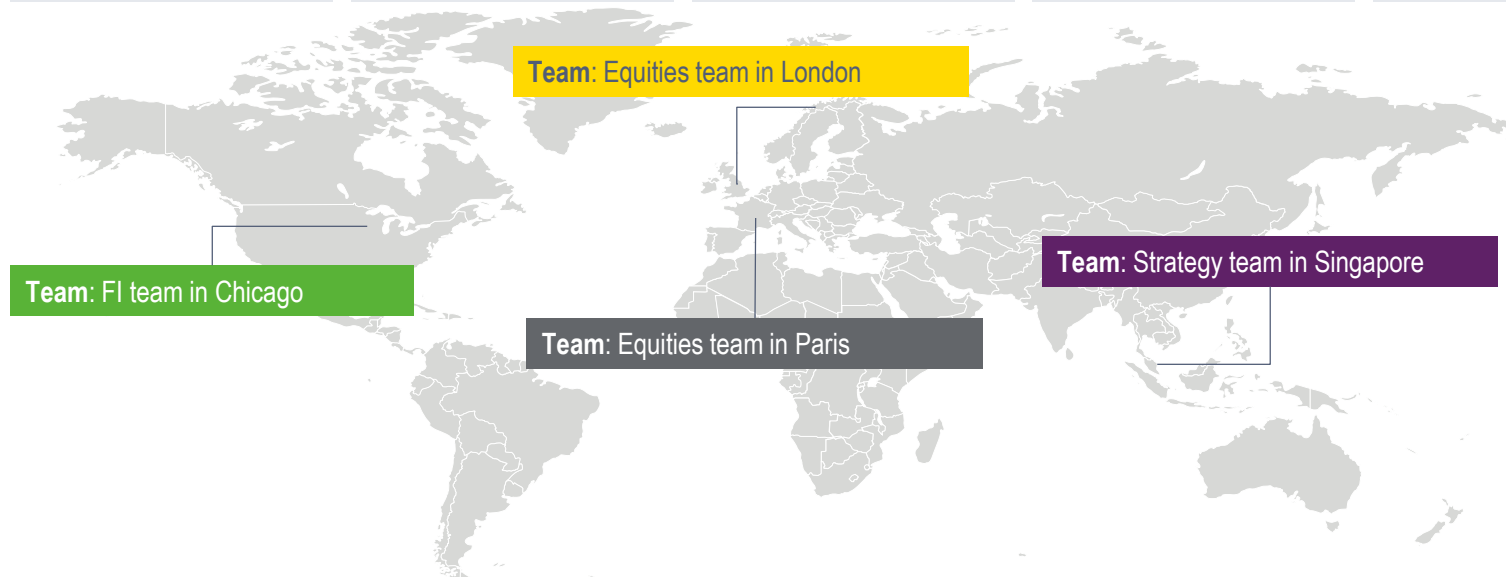 Team: Equities team in London
Team: Strategy team in Singapore
Team: FI team in Chicago
Team: Equities team in Paris